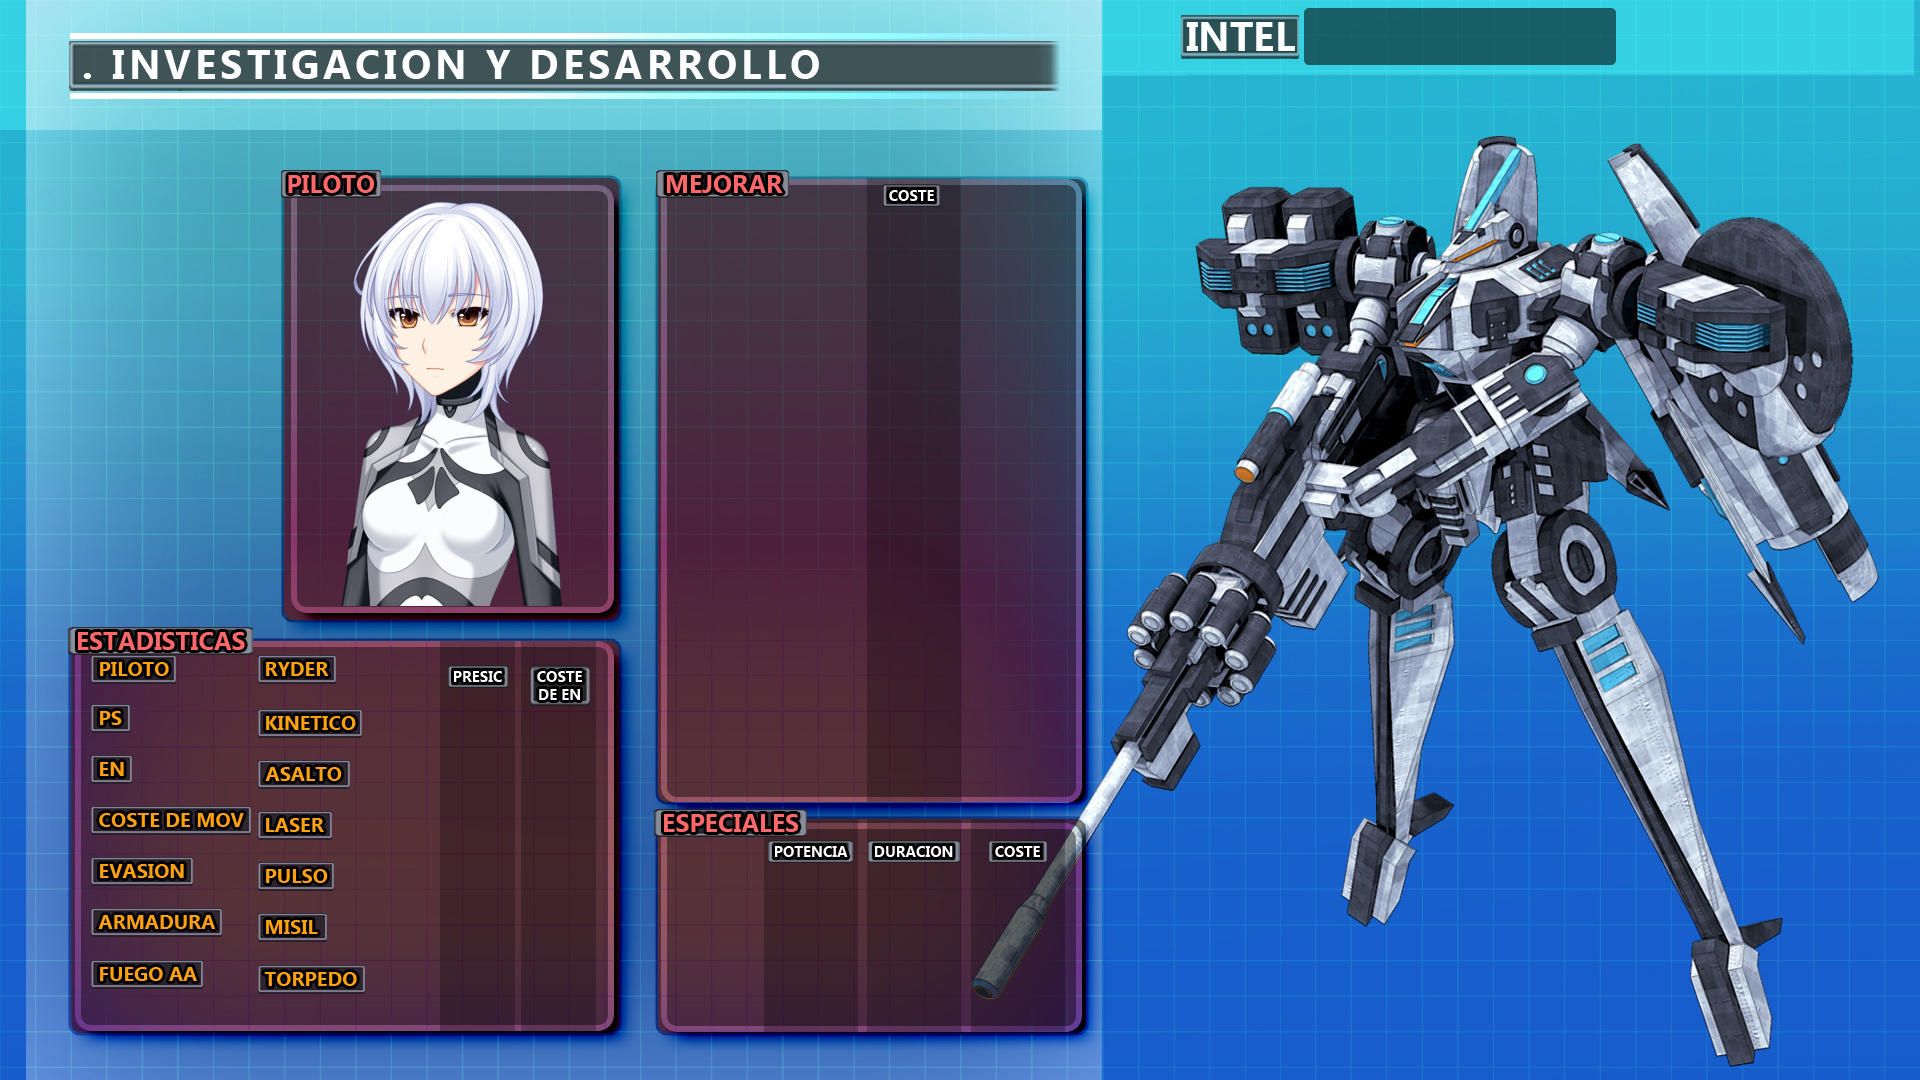 . INVESTIGACION Y DESARROLLO
INTEL
PILOTO
MEJORAR
COSTE
ESTADISTICAS
PILOTO
RYDER
PRESIC
COSTE
DE EN
PS
KINETICO
EN
ASALTO
COSTE DE MOV
LASER
EVASION
PULSO
ARMADURA
MISIL
FUEGO AA
TORPEDO
ESPECIALES
POTENCIA
DURACION
COSTE